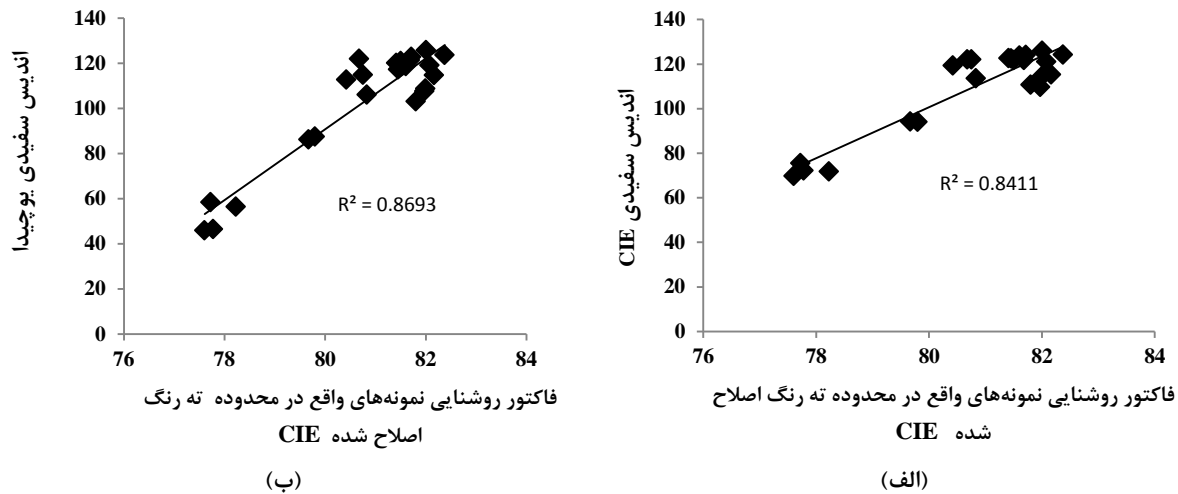 140
120
100
80
60
40
20
0
76
78
80
82
84
R² = 0.8411
اندیس سفیدی CIE
فاکتور روشنایی نمونه‌های واقع در محدوده ته رنگ اصلاح
شده CIE
(الف)
140
120
100
80
60
40
20
0
76
78
80
82
84
R² = 0.8693
اندیس سفیدی یوچیدا
فاکتور روشنایی نمونه‌های واقع در محدوده ته رنگ
اصلاح شده CIE
(ب)